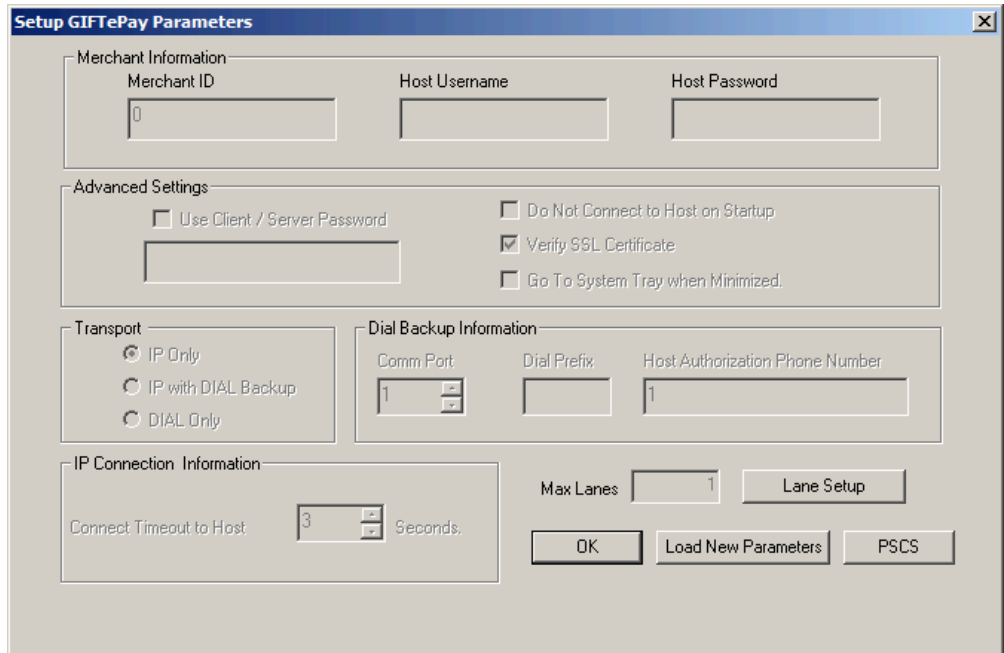 Setup GIFTePay Parameters
Merchant Information
Merchant ID Host Username Host Password
0
Advanced Settings
Use Client / Server Password
Do Not Connect to Host on Startup
Verify SSL Certificate
Go To System Tray when Minimized.
Transport
IP Only
IP with DIAL Backup
DIAL Only
Dial Backup Information
Comm Port Dial Prefix Host Authorization Phone Number
1 1
IP Connection Information
Connect Timeout to Host 3 Seconds.
Max Lanes 1 Lane Setup
OK Load New Parameters PSCS